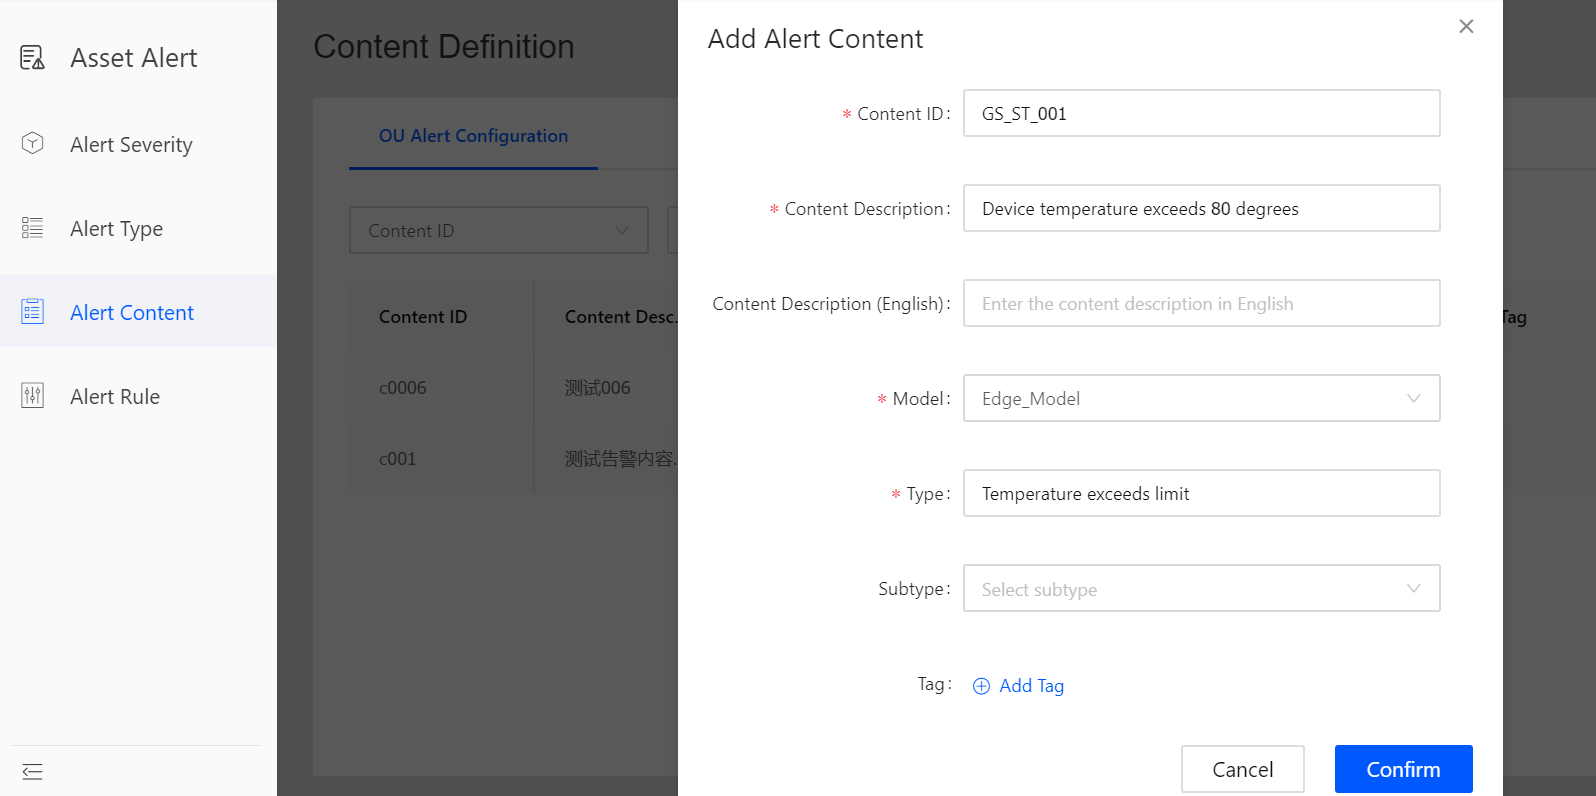 Asset Alert
Alert Severity
Alert Type
Alert Content
Alert Rule
Content Definition
OU Alert Configuration
Content ID
Content ID
Content Desc.
Tag
c0006
测试006
c001
测试告警内容.
Add Alert Content
* Content ID:
GS_ST_001
* Content Description:
Device temperature exceeds 80 degrees
Content Description (English):
Enter the content description in English
* Model:
Edge_Model
* Type:
Temperature exceeds limit
Subtype:
Select subtype
Tag:
Add Tag
Cancel
Confirm